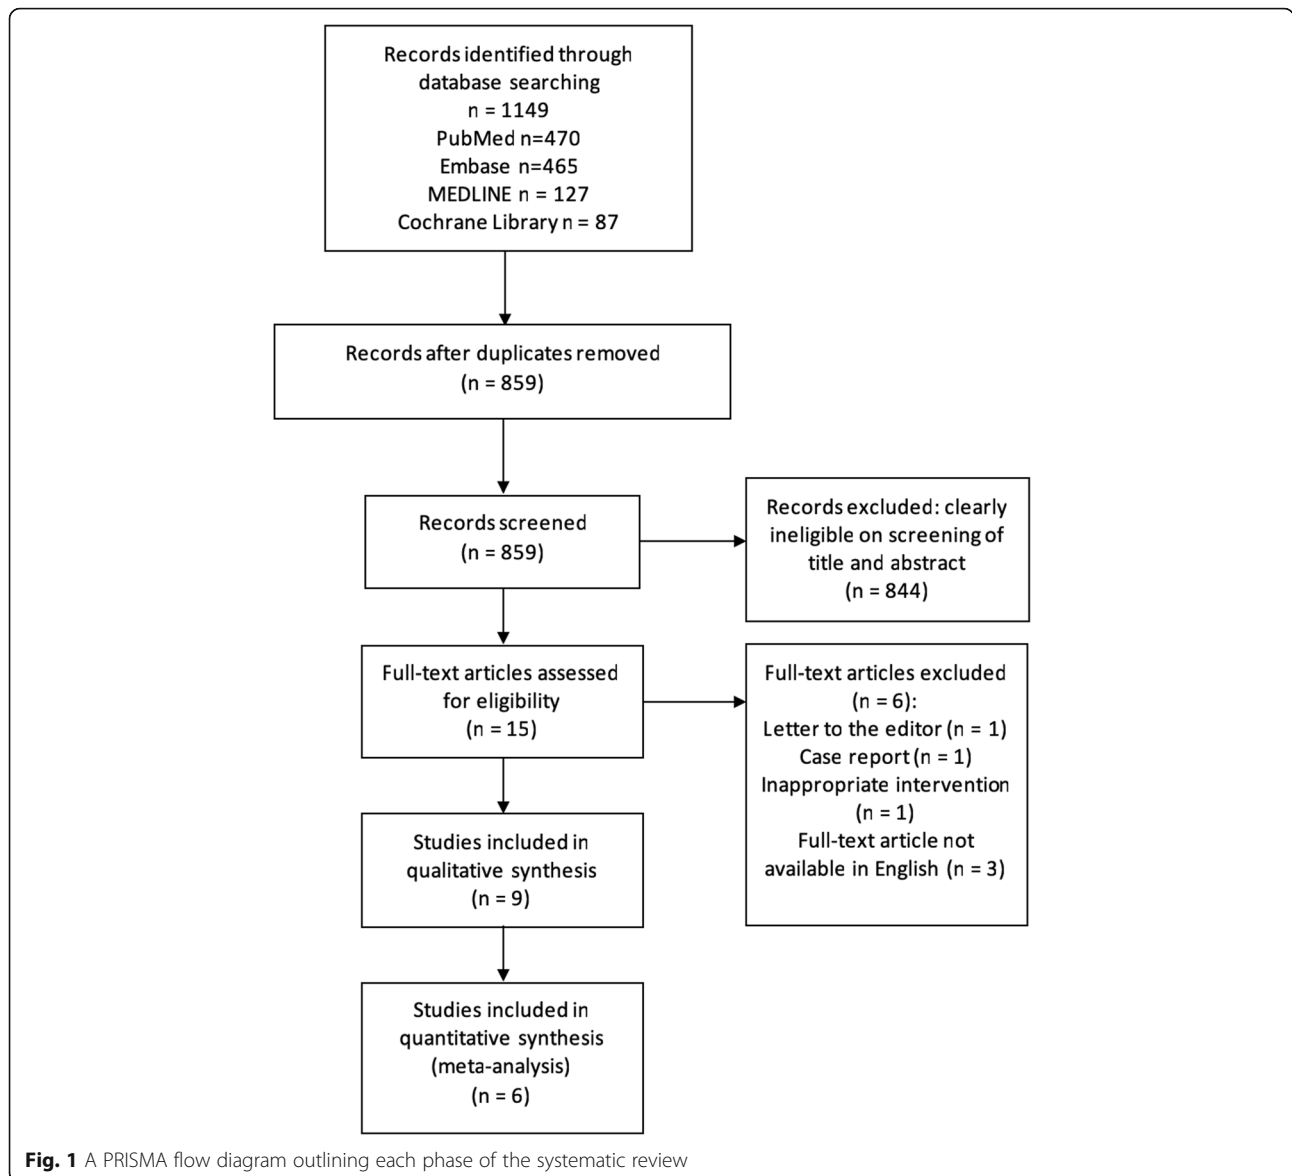 Records identified through
database searching
n = 1149
PubMed n=470
Embase n=465
MEDLINE n = 127
Cochrane Library n = 87
Records after duplicates removed
(n = 859)
Records screened
(n = 859)
Records excluded: clearly
ineligible on screening of
title and abstract
(n = 844)
Full-text articles assessed
for eligibility
(n = 15)
Full-text articles excluded
(n = 6):
Letter to the editor (n = 1)
Case report (n = 1)
Inappropriate intervention
(n = 1)
Full-text article not
available in English (n = 3)
Studies included in
qualitative synthesis
(n = 9)
Studies included in
quantitative synthesis
(meta-analysis)
(n = 6)
Fig. 1 A PRISMA flow diagram outlining each phase of the systematic review